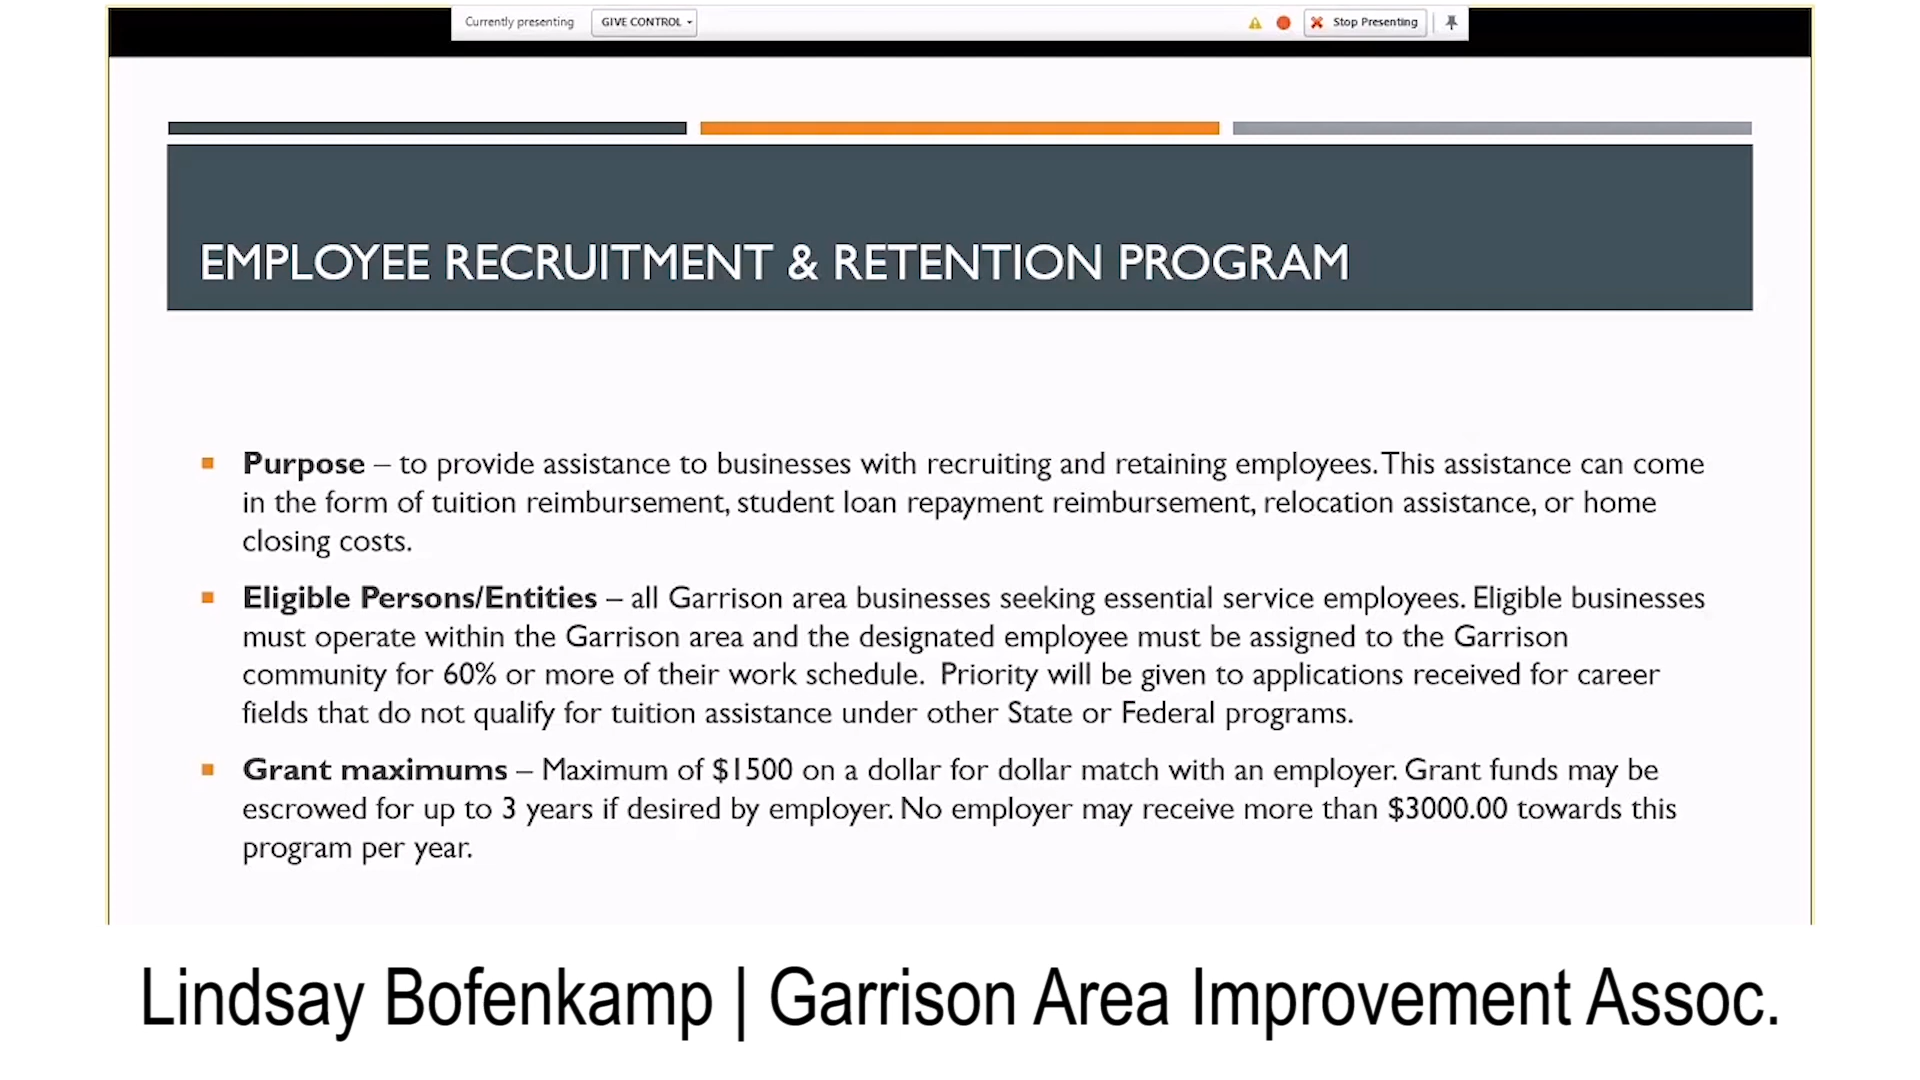 Currently presenting GIVE CONTROL Stop Presenting
EMPLOYEE RECRUITMENT & RETENTION PROGRAM
Purpose – to provide assistance to businesses with recruiting and retaining employees. This assistance can come
in the form of tuition reimbursement, student loan repayment reimbursement, relocation assistance, or home
closing costs.
Eligible Persons/Entities – all Garrison area businesses seeking essential service employees. Eligible businesses
must operate within the Garrison area and the designated employee must be assigned to the Garrison
community for 60% or more of their work schedule. Priority will be given to applications received for career
fields that do not qualify for tuition assistance under other State or Federal programs.
Grant maximums – Maximum of $1500 on a dollar for dollar match with an employer. Grant funds may be
escrowed for up to 3 years if desired by employer. No employer may receive more than $3000.00 towards this
program per year.
Lindsay Bofenkamp | Garrison Area Improvement Assoc.